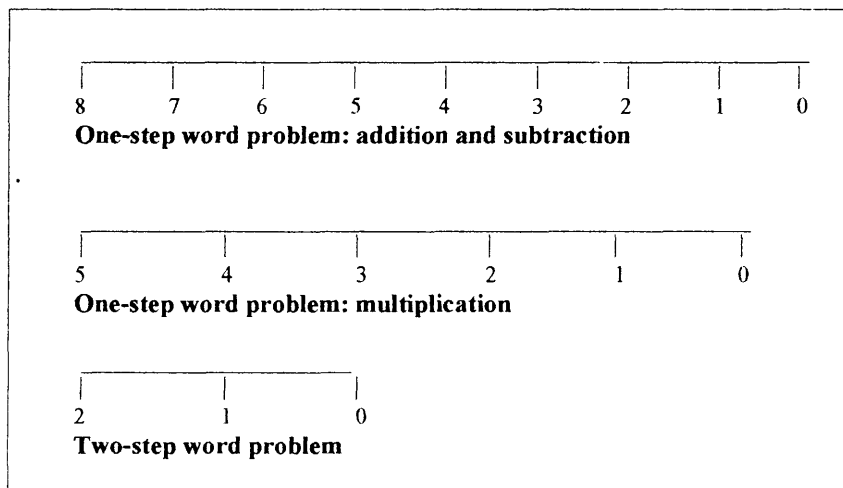 8 7 6 5 4 3 2 1 0
One-step word problem: addition and subtraction
5 4 3 2 1 0
One-step word problem: multiplication
2 1 0
Two-step word problem